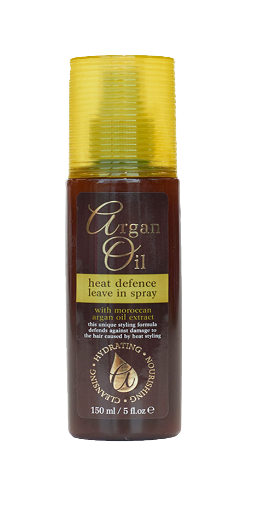 Argan
Oil
heat defence
leave in spray
with moroccan
argan oil extract
this unique styling formula
defends against damage to
the hair caused by heat styling
CLEANSING • HYDRATING • NOURISHING •
a
150 ml / 5 fl.oz ℮